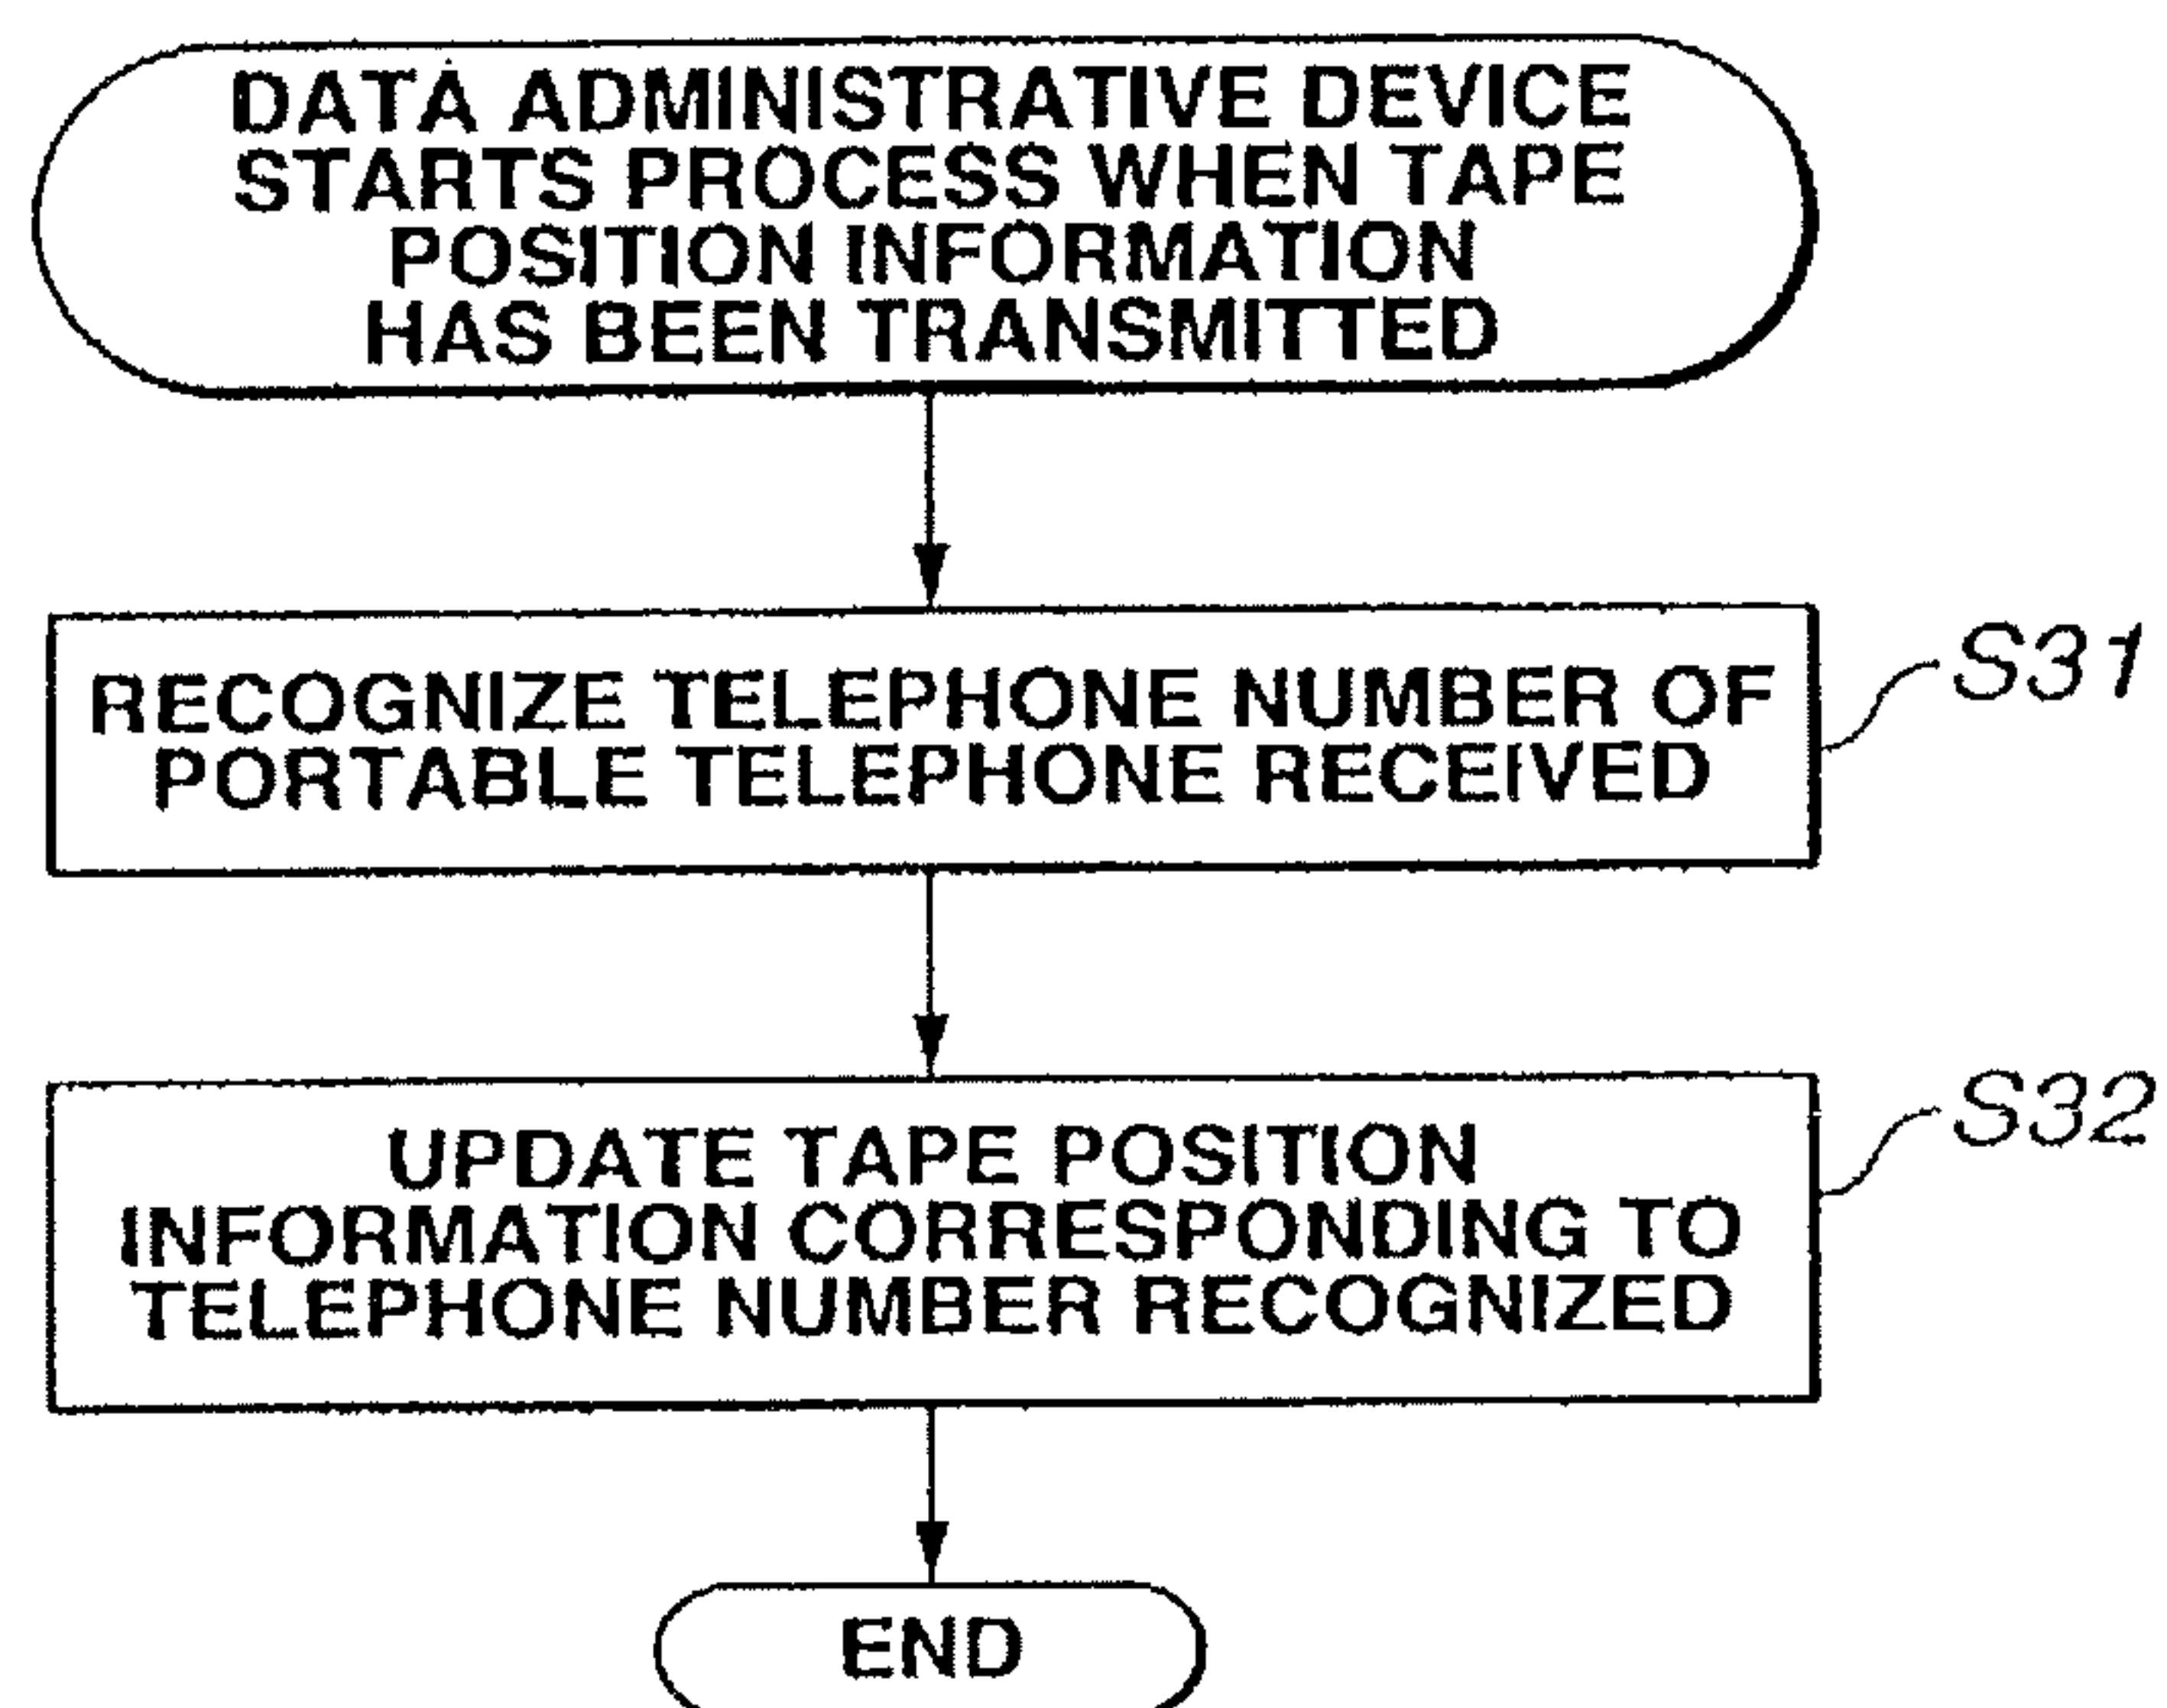 DATA ADMINISTRATIVE DEVICE
STARTS PROCESS WHEN TAPE
POSITION INFORMATION
HAS BEEN TRANSMITTED
RECOGNIZE TELEPHONE NUMBER OF
PORTABLE TELEPHONE RECEIVED
S31
UPDATE TAPE POSITION
INFORMATION CORRESPONDING TO
TELEPHONE NUMBER RECOGNIZED
S32
END